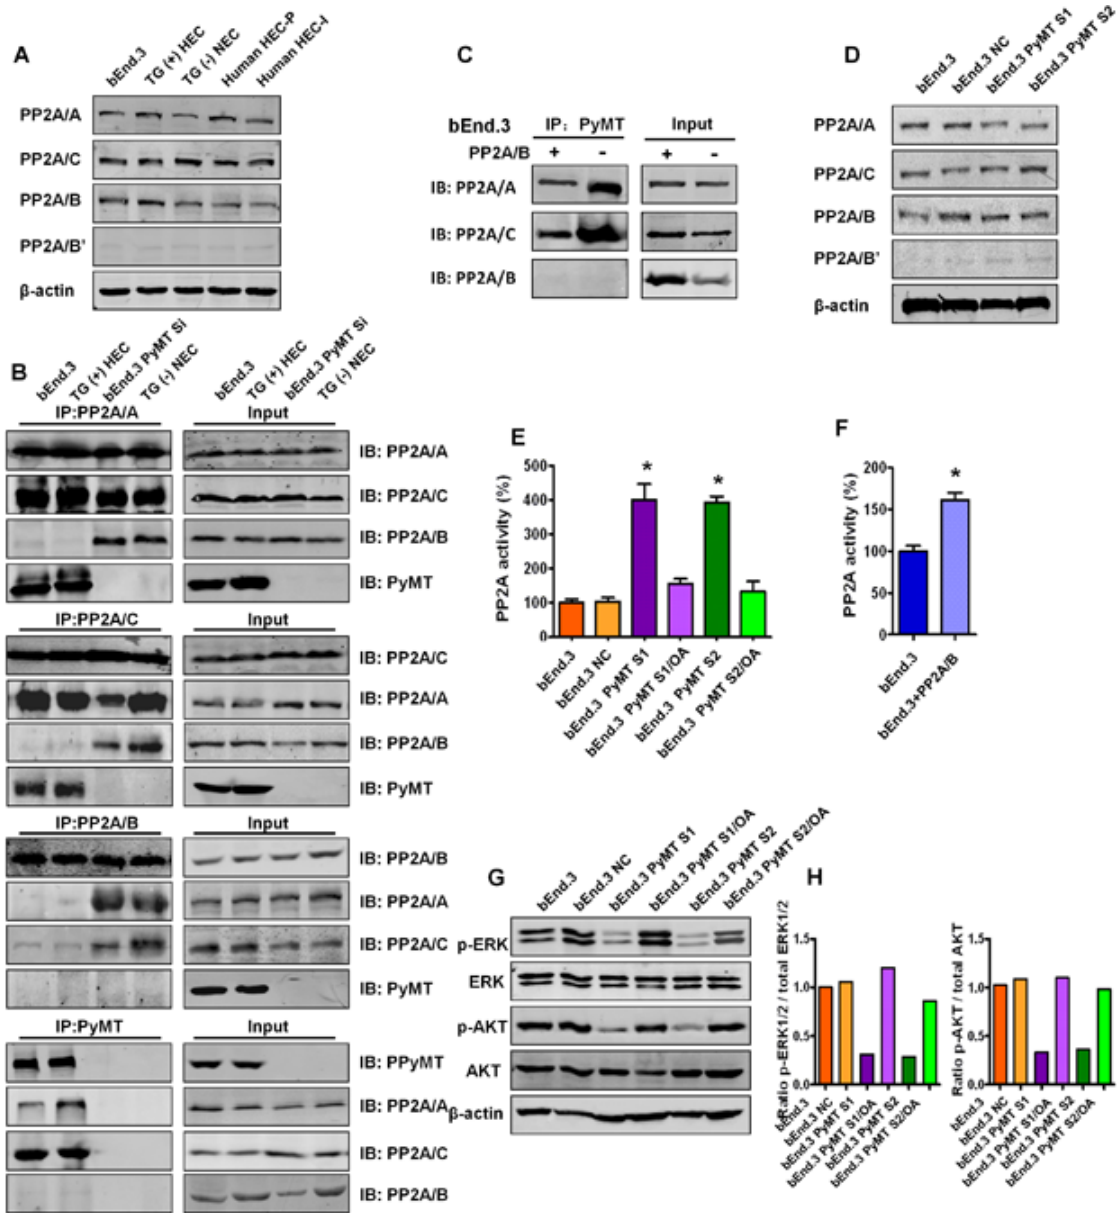 A
bEnd.3
TG (+) HEC
TG (-) NEC
Human HEC-P
Human HEC-I
PP2A/A
PP2A/C
PP2A/B
PP2A/B'
β-actin
C
bEnd.3
IP: PyMT
Input
PP2A/B
+ - + -
IB: PP2A/A
IB: PP2A/C
IB: PP2A/B
D
bEnd.3
bEnd.3 NC
bEnd.3 PyMT S1
bEnd.3 PyMT S2
PP2A/A
PP2A/C
PP2A/B
PP2A/B'
β-actin
B
bEnd.3
TG (+) HEC
bEnd.3 PyMT Si
TG (-) NEC
bEnd.3
TG (+) HEC
bEnd.3 PyMT Si
TG (-) NEC
IP:PP2A/A
Input
IB: PP2A/A
IB: PP2A/C
IB: PP2A/B
IB: PyMT
IP:PP2A/C
Input
IB: PP2A/C
IB: PP2A/A
IB: PP2A/B
IB: PyMT
IP:PP2A/B
Input
IB: PP2A/B
IB: PP2A/A
IB: PP2A/C
IB: PyMT
IP:PyMT
Input
IB: PPyMT
IB: PP2A/A
IB: PP2A/C
IB: PP2A/B
E
PP2A activity (%)
500
400
300
200
100
0
*
*
bEnd.3
bEnd.3 NC
bEnd.3 PyMT S1
bEnd.3 PyMT S1/OA
bEnd.3 PyMT S2
bEnd.3 PyMT S2/OA
F
PP2A activity (%)
200
150
100
50
0
*
bEnd.3
bEnd.3+PP2A/B
G
bEnd.3
bEnd.3 NC
bEnd.3 PyMT S1
bEnd.3 PyMT S1/OA
bEnd.3 PyMT S2
bEnd.3 PyMT S2/OA
p-ERK
ERK
p-AKT
AKT
β-actin
H
Ratio p-ERK1/2 / total ERK1/2
1.5
1.0
0.5
0.0
bEnd.3
bEnd.3 NC
bEnd.3 PyMT S1
bEnd.3 PyMT S1/OA
bEnd.3 PyMT S2
bEnd.3 PyMT S2/OA
Ratio p-AKT / total AKT
1.5
1.0
0.5
0.0
bEnd.3
bEnd.3 NC
bEnd.3 PyMT S1
bEnd.3 PyMT S1/OA
bEnd.3 PyMT S2
bEnd.3 PyMT S2/OA